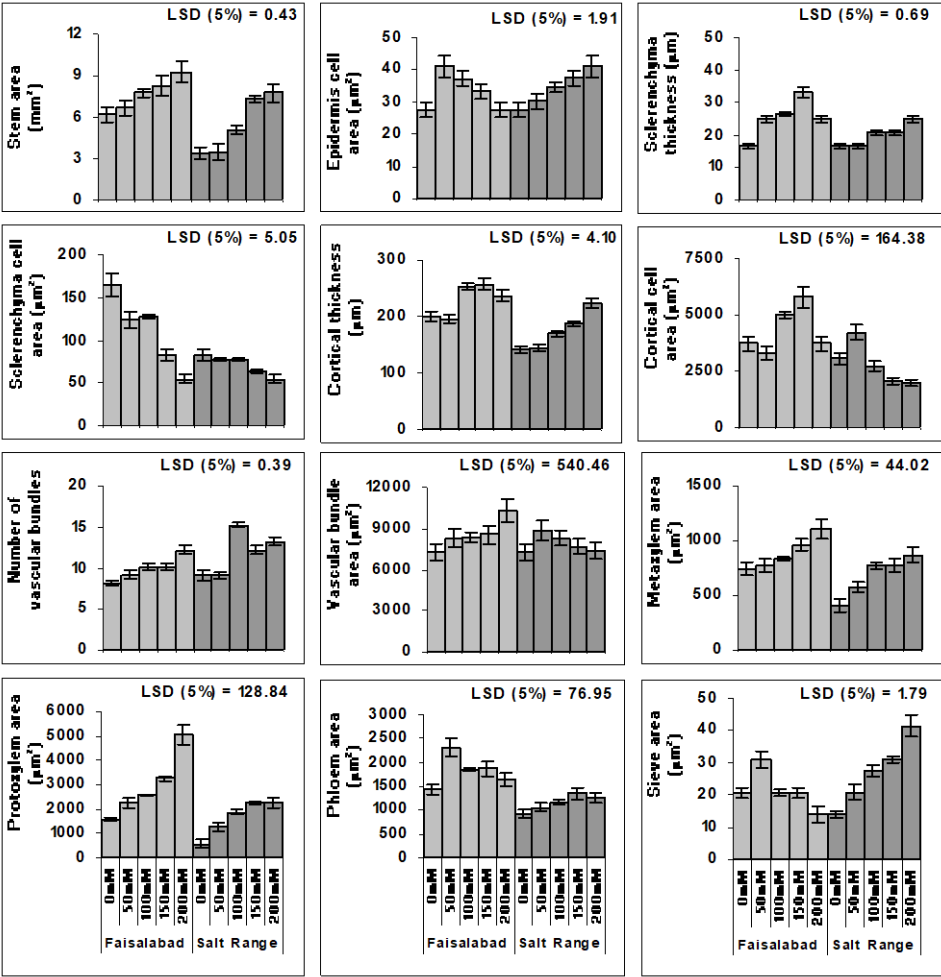 LSD (5%) = 0.43
Stem area
(mm²)
12
9
6
3
0
LSD (5%) = 1.91
Epidermis cell
area (µm²)
50
40
30
20
10
0
LSD (5%) = 0.69
Sclerenchyma
thickness (µm)
50
40
30
20
10
0
LSD (5%) = 5.05
Sclerenchyma cell
area (µm²)
200
150
100
50
0
LSD (5%) = 4.10
Cortical thickness
(µm)
300
200
100
0
LSD (5%) = 164.38
Cortical cell
area (µm²)
7500
5000
2500
0
LSD (5%) = 0.39
Number of
vascular bundles
20
15
10
5
0
LSD (5%) = 540.46
Vascular bundle
area (µm²)
12000
9000
6000
3000
0
LSD (5%) = 44.02
Metaxylem area
(µm²)
1500
1000
500
0
LSD (5%) = 128.84
Protoxylem area
(µm²)
6000
5000
4000
3000
2000
1000
0
0mM
50mM
100mM
150mM
200mM
0mM
50mM
100mM
150mM
200mM
Faisalabad
Salt Range
LSD (5%) = 76.95
Phloem area
(µm²)
3000
2500
2000
1500
1000
500
0
0mM
50mM
100mM
150mM
200mM
0mM
50mM
100mM
150mM
200mM
Faisalabad
Salt Range
LSD (5%) = 1.79
Sieve area
(µm²)
50
40
30
20
10
0
0mM
50mM
100mM
150mM
200mM
0mM
50mM
100mM
150mM
200mM
Faisalabad
Salt Range